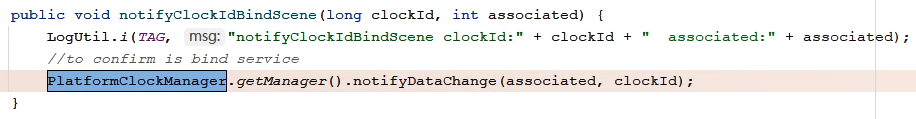 public void notifyClockIdBindScene(long clockId, int associated) {
LogUtil.i(TAG, msg: "notifyClockIdBindScene clockId:" + clockId + "  associated:" + associated);
//to confirm is bind service
PlatformClockManager.getManager().notifyDataChange(associated, clockId);
}